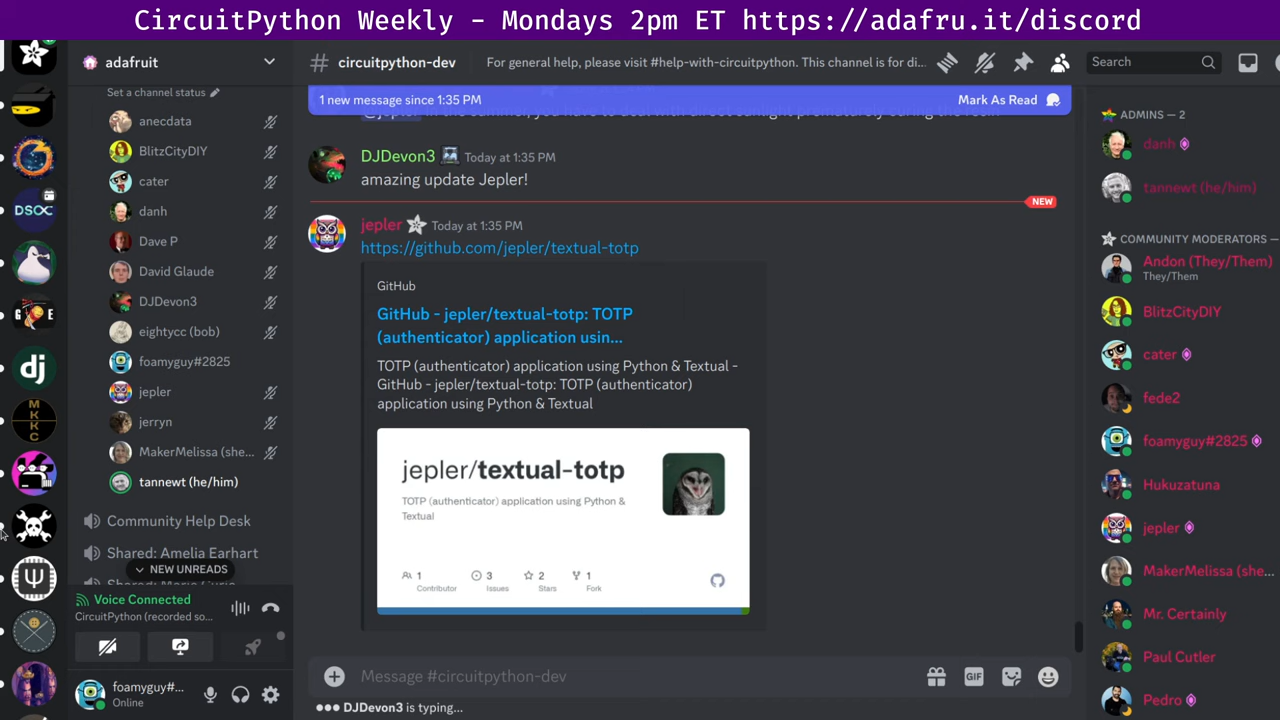 CircuitPython Weekly - Mondays 2pm ET https://adafru.it/discord
adafruit
Set a channel status
anecdata
BlitzCityDIY
cater
danh
Dave P
David Glaude
DJDevon3
eightycc (bob)
foamyguy#2825
jepler
jerryn
MakerMelissa (she...
tannewt (he/him)
Community Help Desk
Shared: Amelia Earhart
NEW UNREADS
Voice Connected
CircuitPython (recorded so...
foamyguy#...
Online
DSOC
G E
dj
M K
K C
# circuitpython-dev
For general help, please visit #help-with-circuitpython. This channel is for di...
Search
1 new message since 1:35 PM
Mark As Read
DJDevon3 Today at 1:35 PM
amazing update Jepler!
NEW
jepler Today at 1:35 PM
https://github.com/jepler/textual-totp
GitHub
GitHub - jepler/textual-totp: TOTP
(authenticator) application usin...
TOTP (authenticator) application using Python & Textual -
GitHub - jepler/textual-totp: TOTP (authenticator)
application using Python & Textual
jepler/textual-totp
TOTP (authenticator) application using Python &
Textual
1
Contributor
3
Issues
2
Stars
1
Fork
Message #circuitpython-dev
GIF
DJDevon3 is typing...
ADMINS — 2
danh
tannewt (he/him)
COMMUNITY MODERATORS —
Andon (They/Them)
They/Them
BlitzCityDIY
cater
fede2
foamyguy#2825
Hukuzatuna
jepler
MakerMelissa (she...
Mr. Certainly
Paul Cutler
Pedro